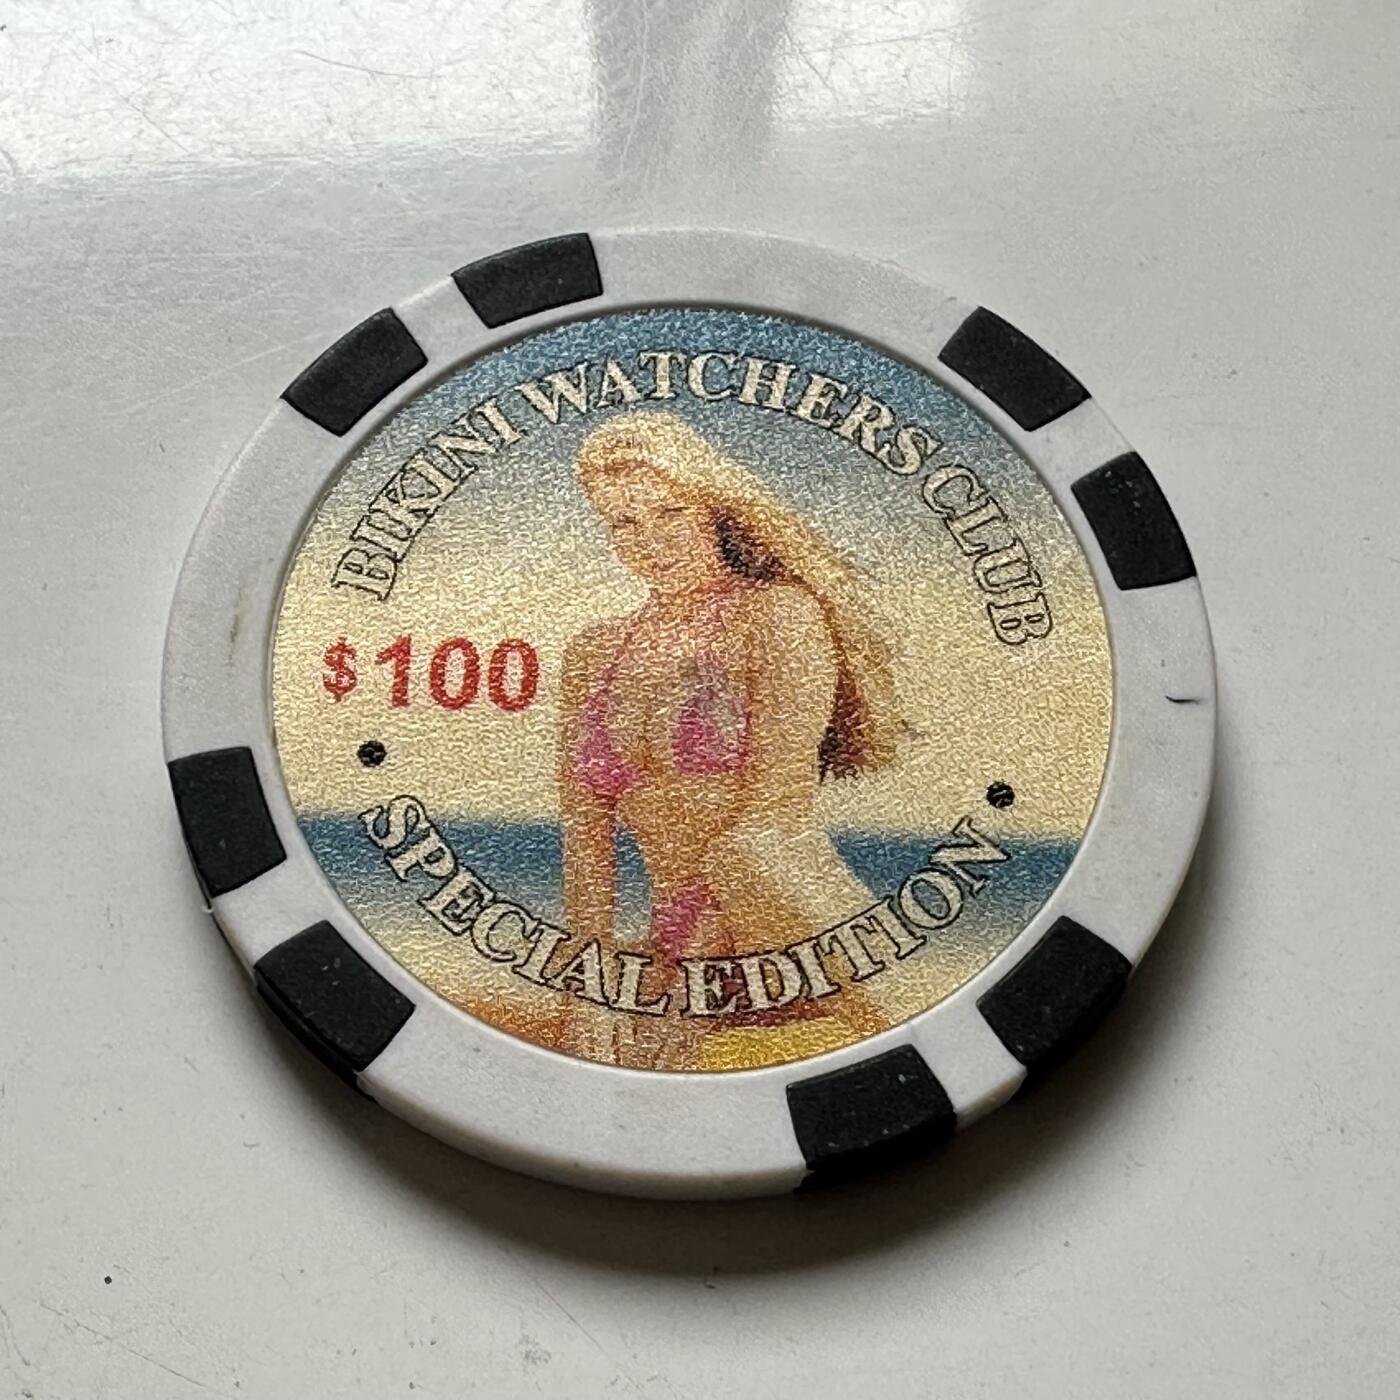 BIKINI WATCHERS CLUB
$100
SPECIAL EDITION